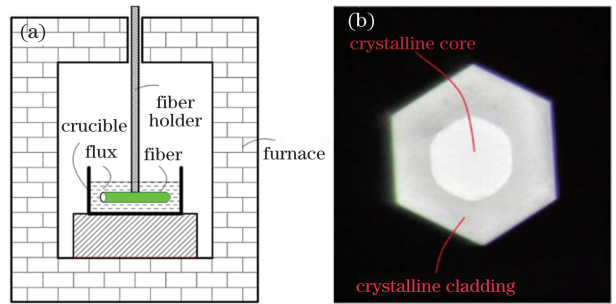 (a)
fiber
holder
crucible
flux
fiber
furnace
(b)
crystalline core
crystalline cladding